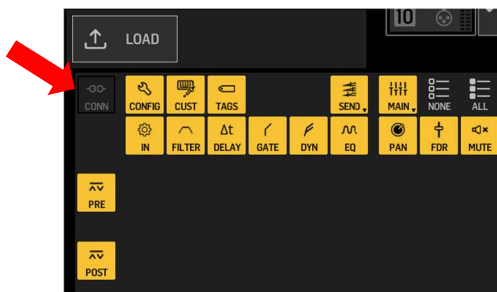 10
LOAD
CONN CONFIG CUST TAGS SEND MAIN NONE ALL
IN FILTER Δt DELAY GATE DYN EQ PAN FDR MUTE
PRE
POST